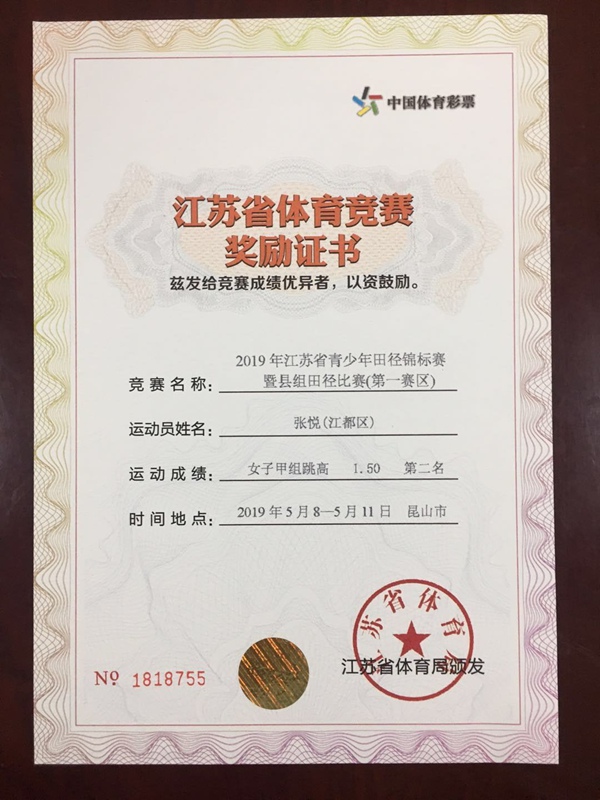 中国体育彩票
江苏省体育竞赛
奖励证书
兹发给竞赛成绩优异者，以资鼓励。
2019年江苏省青少年田径锦标赛
竞赛名称：暨县组田径比赛(第一赛区)
运动员姓名：张悦(江都区)
运动成绩：女子甲组跳高 1.50 第二名
时间地点：2019年5月8—5月11日 昆山市
江苏省体育局
江苏省体育局颁发
№ 1818755